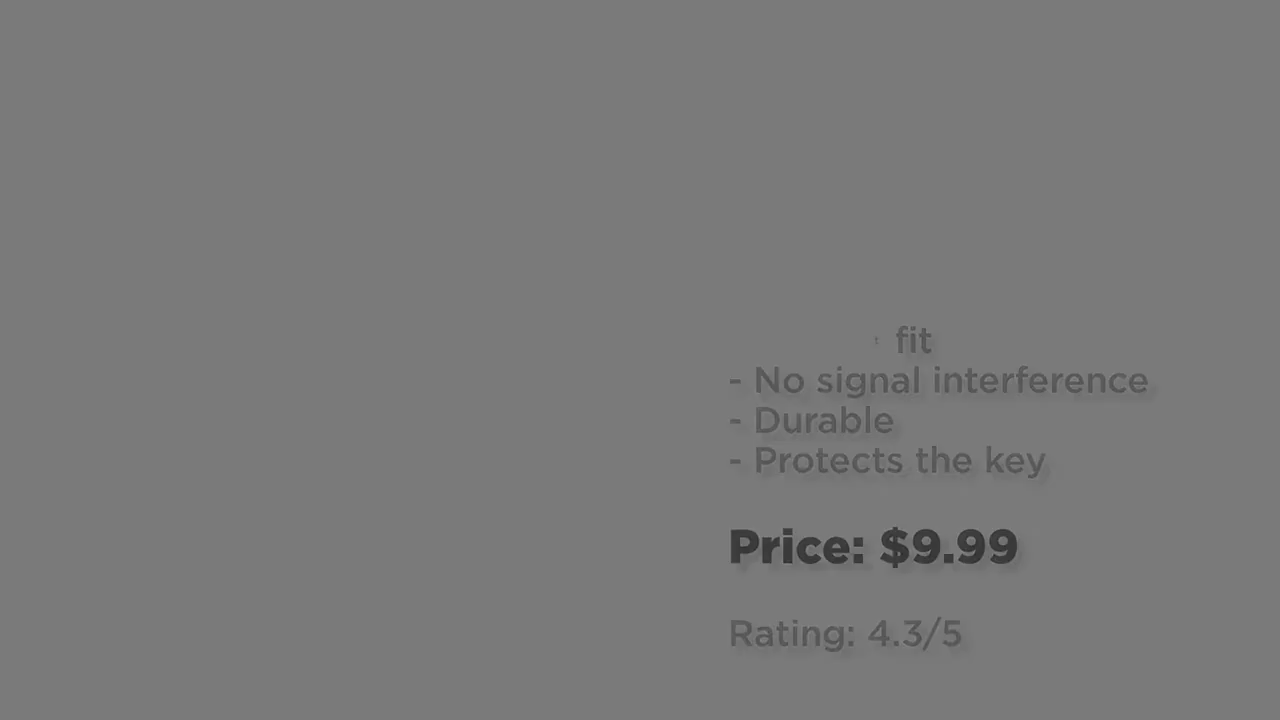 fit
- No signal interference
- Durable
- Protects the key
Price: $9.99
Rating: 4.3/5